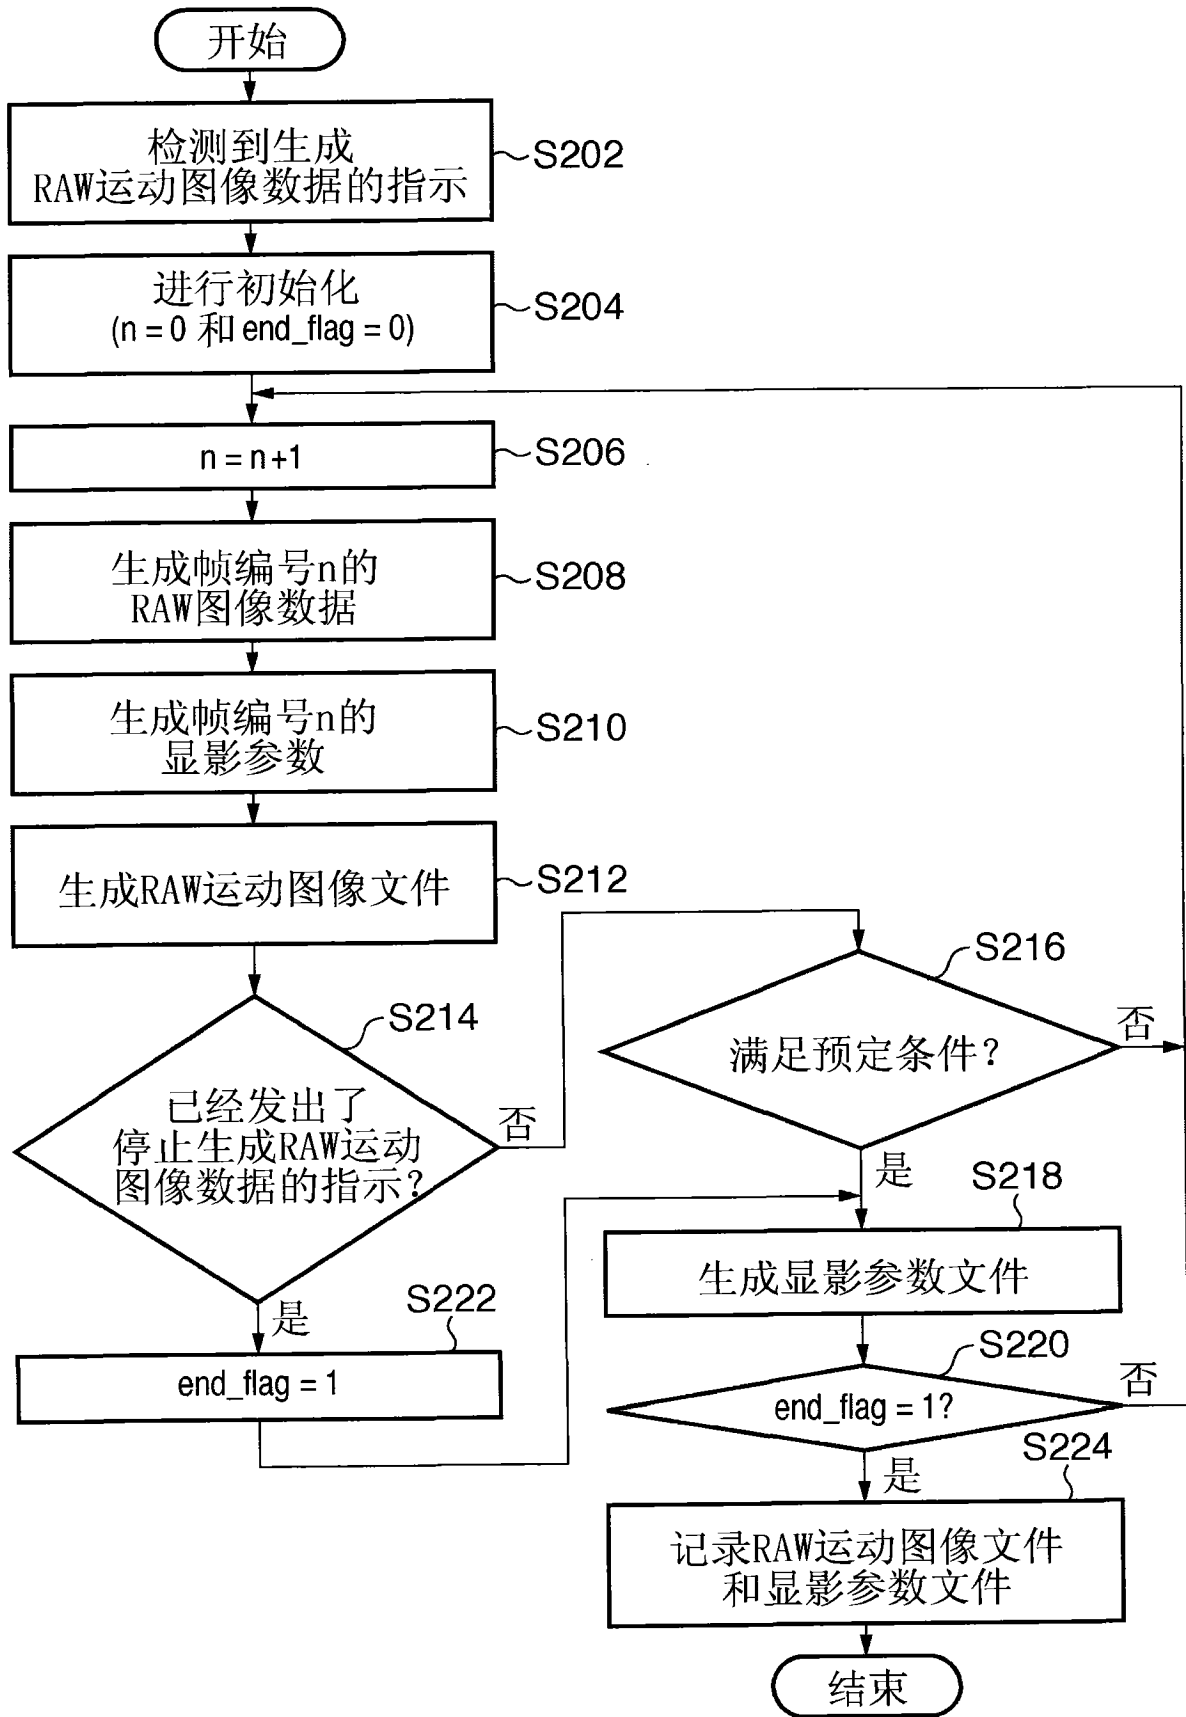 开始
检测到生成
RAW运动图像数据的指示
S202
进行初始化
(n = 0 和 end_flag = 0)
S204
n = n+1
S206
生成帧编号n的
RAW图像数据
S208
生成帧编号n的
显影参数
S210
生成RAW运动图像文件
S212
S214
已经发出了
停止生成RAW运动
图像数据的指示?
否
是
S222
end_flag = 1
S216
满足预定条件?
否
是
S218
生成显影参数文件
S220
end_flag = 1?
否
是
S224
记录RAW运动图像文件
和显影参数文件
结束